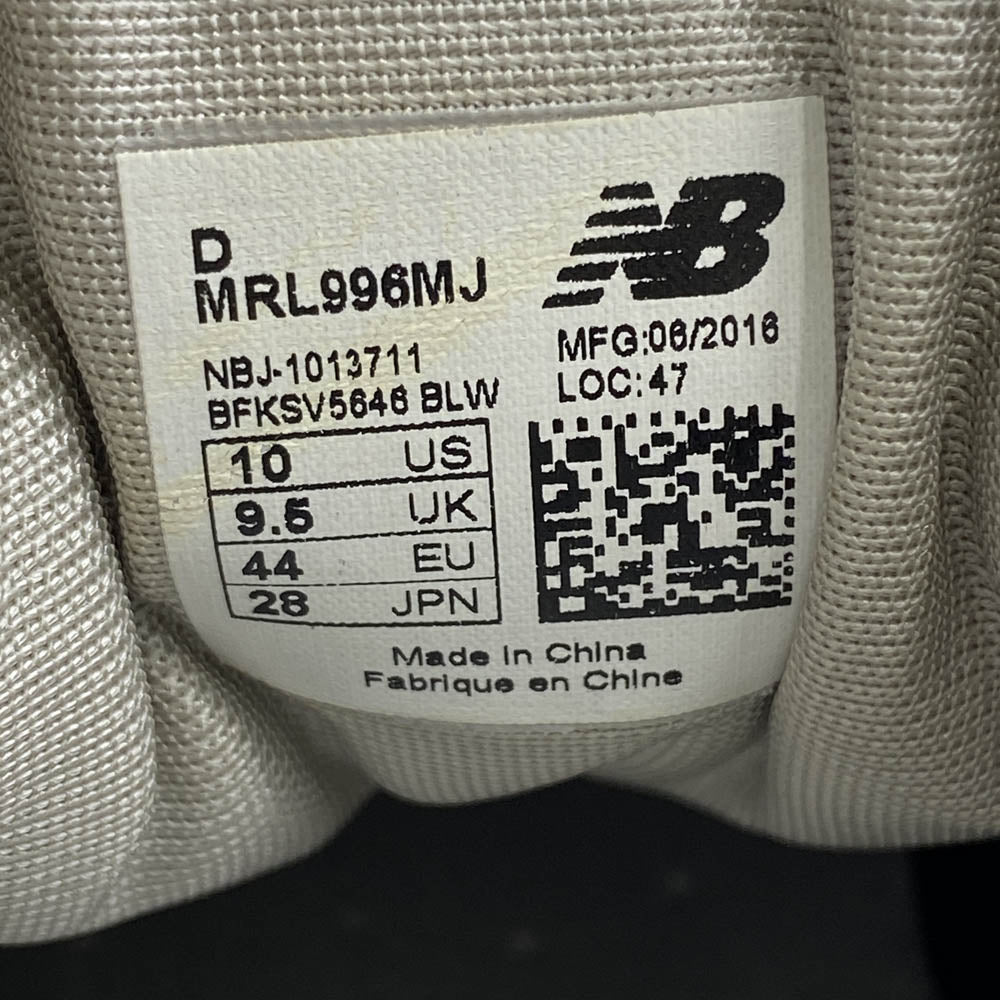 NB
D
MRL996MJ
MFG:06/2016
LOC:47
NBJ-1013711
BFKSV5646 BLW
10 US
9.5 UK
44 EU
28 JPN
Made in China
Fabrique en Chine